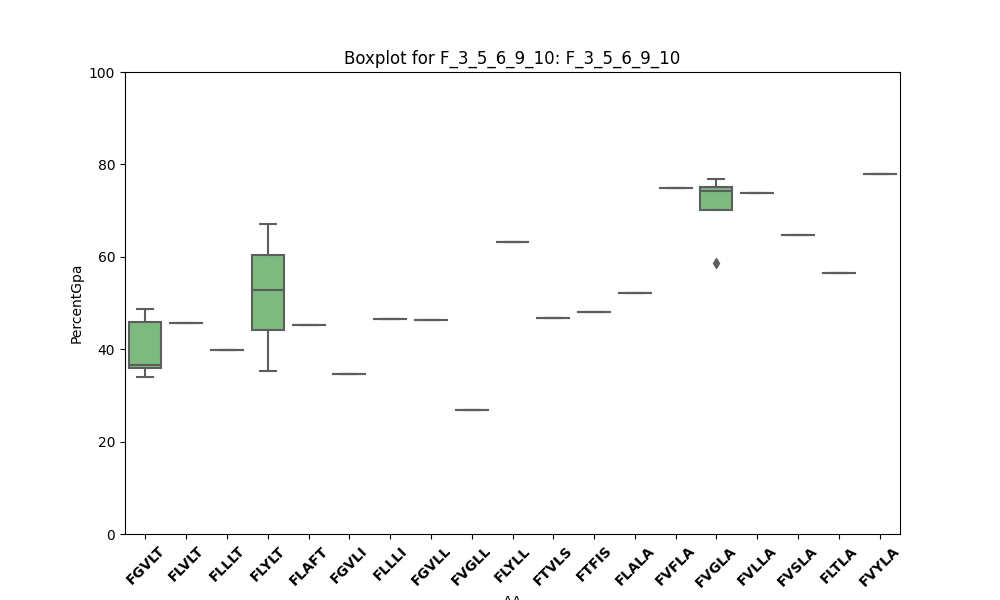 Boxplot for F_3_5_6_9_10: F_3_5_6_9_10
100
80
60
40
20
0
PercentGpa
FGVLT FLVLT FLLLT FLYLT FLAFT FGVLI FLLLI FGVLL FVGLL FLYLL FTVLS FTFIS FLALA FVFLA FVGLA FVLLA FVSLA FLTLA FVYLA
AA